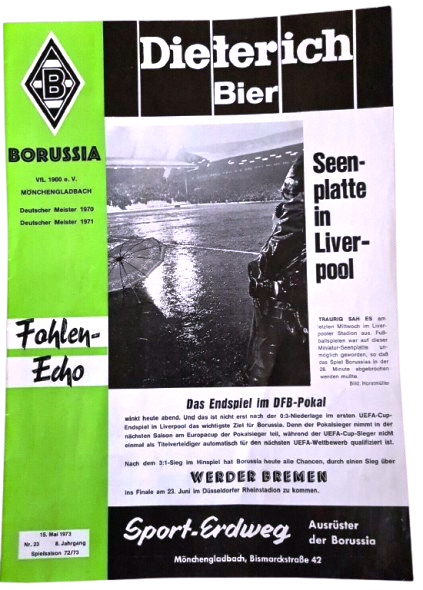 B
BORUSSIA
VfL 1900 e. V.
MÖNCHENGLADBACH
Deutscher Meister 1970
Deutscher Meister 1971
Fohlen-
Echo
Dieterich
Bier
Seen-
platte
in
Liver-
pool
TRAURIG SAH ES am
letzten Mittwoch im Liver-
pooler Stadion aus. Fuß-
ballspielen war auf dieser
Miniatur-Seenplatte un-
möglich geworden, so daß
das Spiel Borussias in der
28. Minute abgebrochen
werden mußte.
Bild: Horstmüller
Das Endspiel im DFB-Pokal
winkt heute abend. Und das ist nicht erst nach der 0:3-Niederlage im ersten UEFA-Cup-
Endspiel in Liverpool das wichtigste Ziel für Borussia. Denn der Pokalsieger nimmt in der
nächsten Saison am Europacup der Pokalsieger teil, während der UEFA-Cup-Sieger nicht
einmal als Titelverteidiger automatisch für den nächsten UEFA-Wettbewerb qualifiziert ist.
Nach dem 3:1-Sieg im Hinspiel hat Borussia heute alle Chancen, durch einen Sieg über
WERDER BREMEN
ins Finale am 23. Juni im Düsseldorfer Rheinstadion zu kommen.
Sport-Erdweg
Ausrüster
der Borussia
Mönchengladbach, Bismarckstraße 42
Mai 1973
8. Jahrgang
Spielsaison 72/73